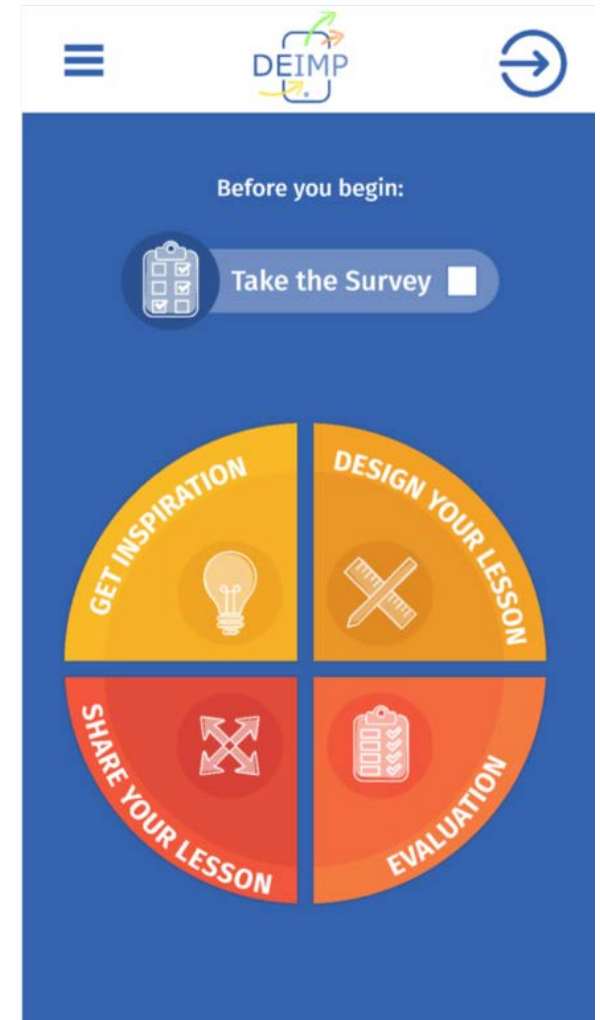 DEIMP
Before you begin:
Take the Survey
GET INSPIRATION
DESIGN YOUR LESSON
SHARE YOUR LESSON
EVALUATION